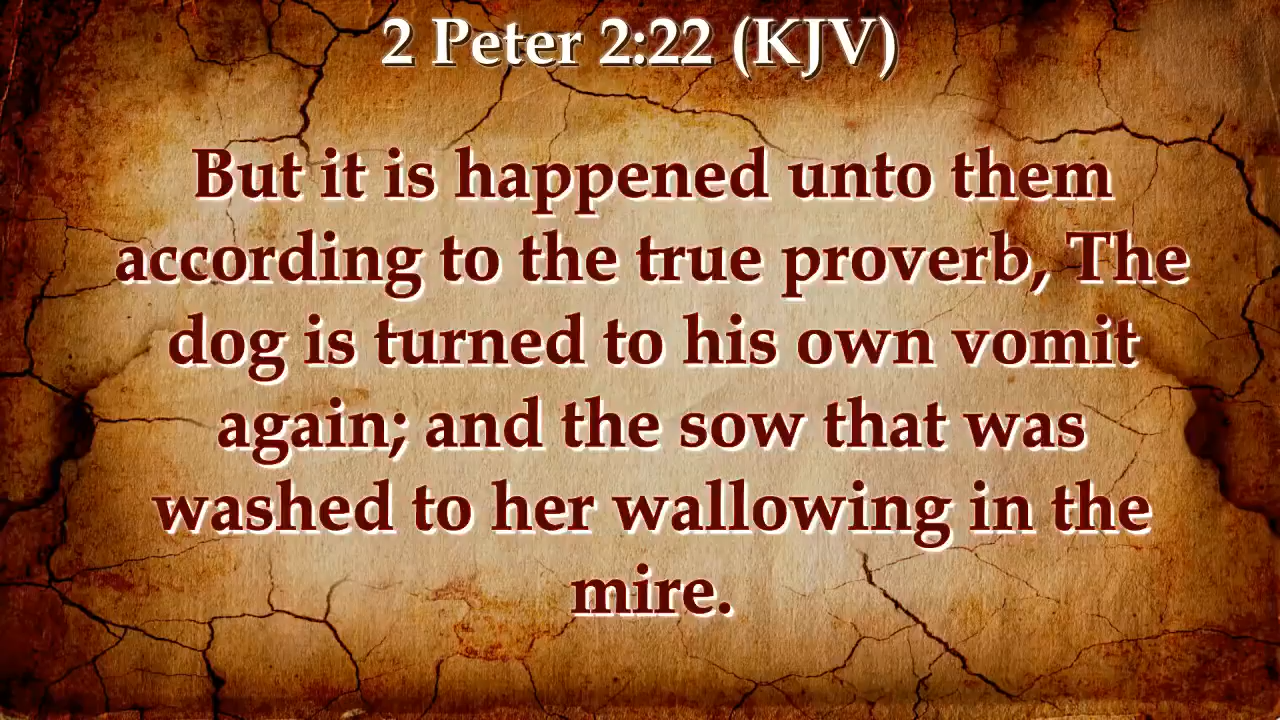 2 Peter 2:22 (KJV)
But it is happened unto them
according to the true proverb, The
dog is turned to his own vomit
again; and the sow that was
washed to her wallowing in the
mire.